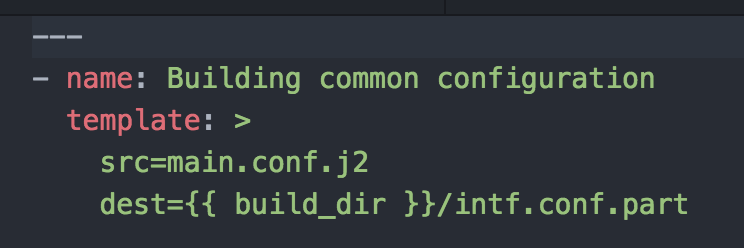 ---
- name: Building common configuration
  template: >
    src=main.conf.j2
    dest={{ build_dir }}/intf.conf.part